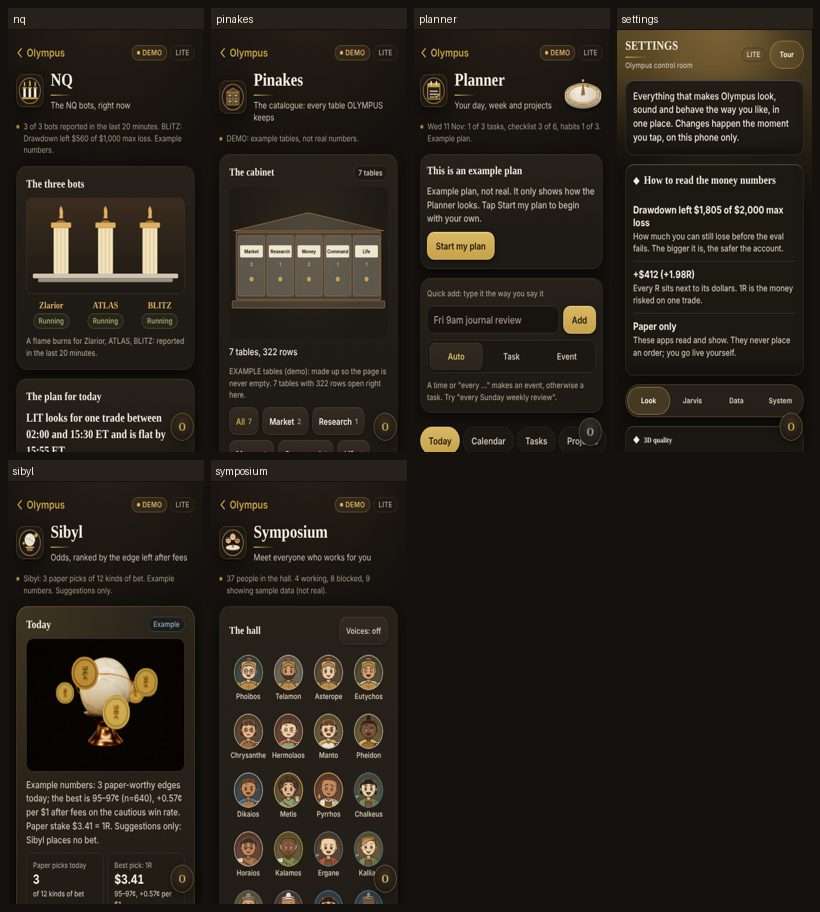 nq
Olympus
DEMO
LITE
NQ
The NQ bots, right now
3 of 3 bots reported in the last 20 minutes. BLITZ:
Drawdown left $560 of $1,000 max loss. Example
numbers.
The three bots
Zlarior
ATLAS
BLITZ
Running
Running
Running
A flame burns for Zlarior, ATLAS, BLITZ: reported
in the last 20 minutes.
The plan for today
LIT looks for one trade between
02:00 and 15:30 ET and is flat by
15:55 ET
O
pinakes
Olympus
DEMO
LITE
Pinakes
The catalogue: every table OLYMPUS
keeps
DEMO: example tables, not real numbers.
The cabinet
7 tables
Market
Research
Money
Command
Life
7 tables, 322 rows
EXAMPLE tables (demo): made up so the page is
never empty. 7 tables with 322 rows open right
here.
All 7
Market 2
Research 1
O
planner
Olympus
DEMO
LITE
Planner
Your day, week and projects
Wed 11 Nov: 1 of 3 tasks, checklist 3 of 6, habits 1 of 3.
Example plan.
This is an example plan
Example plan, not real. It only shows how the
Planner looks. Tap Start my plan to begin
with your own.
Start my plan
Quick add: type it the way you say it
Fri 9am journal review
Add
Auto
Task
Event
A time or "every ..." makes an event, otherwise a
task. Try "every Sunday weekly review".
Today
Calendar
Tasks
O
settings
SETTINGS
Olympus control room
LITE
Tour
Everything that makes Olympus look,
sound and behave the way you like, in
one place. Changes happen the moment
you tap, on this phone only.
How to read the money numbers
Drawdown left $1,805 of $2,000 max
loss
How much you can still lose before the eval
fails. The bigger it is, the safer the account.
+$412 (+1.98R)
Every R sits next to its dollars. 1R is the money
risked on one trade.
Paper only
These apps read and show. They never place
an order; you go live yourself.
Look
Jarvis
Data
System
3D quality
O
sibyl
Olympus
DEMO
LITE
Sibyl
Odds, ranked by the edge left after fees
Sibyl: 3 paper picks of 12 kinds of bet. Example
numbers. Suggestions only.
Today
Example
Example numbers: 3 paper-worthy edges
today; the best is 95–97¢ (n=640), +0.57¢
per $1 after fees on the cautious win rate.
Paper stake $3.41 = 1R. Suggestions only:
Sibyl places no bet.
Paper picks today
3
of 12 kinds of bet
Best pick: 1R
$3.41
95–97¢, +0.57¢ per
$1
O
symposium
Olympus
DEMO
LITE
Symposium
Meet everyone who works for you
37 people in the hall. 4 working, 8 blocked, 9
showing sample data (not real).
The hall
Voices: off
Phoibos
Telamon
Asterope
Eutychos
Chrysanthe
Hermolaos
Manto
Pheidon
Dikaios
Metis
Pyrrhos
Chalkeus
Horaios
Kalamos
Ergane
O